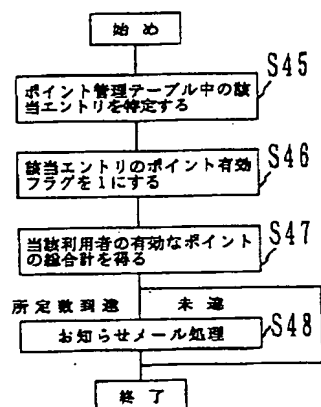 始め
S45
ポイント管理テーブル中の該
当エントリを特定する
S46
該当エントリのポイント有効
フラグを1にする
S47
当該利用者の有効なポイント
の総合計を得る
所定数到達 未達
お知らせメール処理
S48
終了